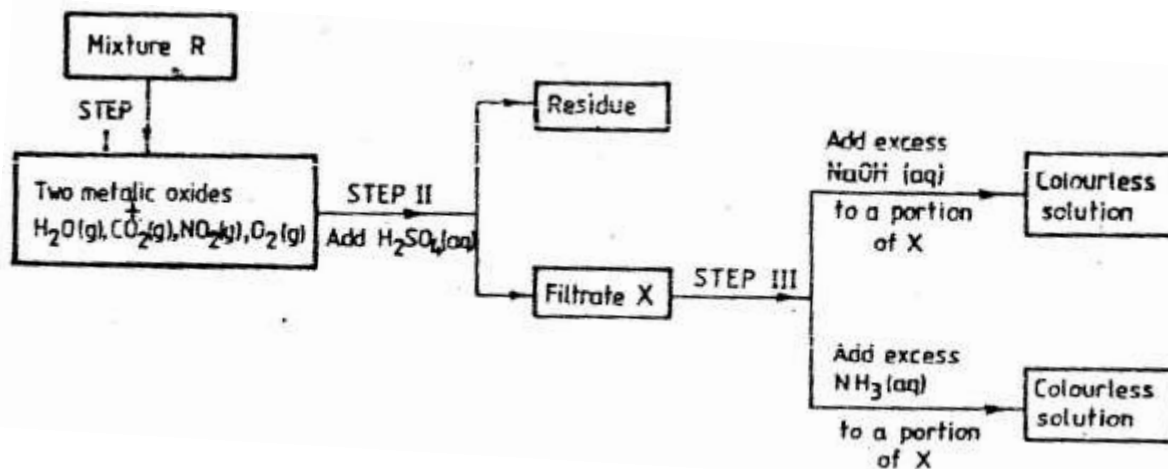 Mixture R
STEP
I
Two metalic oxides
+
H₂O(g), CO₂(g), NO₂(g), O₂(g)
STEP II
Add H₂SO₄(aq)
Residue
Filtrate X
STEP III
Add excess
NaOH (aq)
to a portion
of X
Colourless
solution
Add excess
NH₃(aq)
to a portion
of X
Colourless
solution